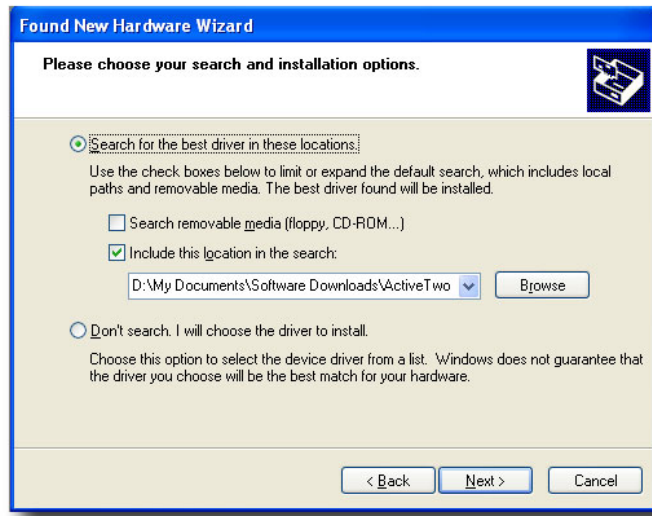 Found New Hardware Wizard
Please choose your search and installation options.
Search for the best driver in these locations.
Use the check boxes below to limit or expand the default search, which includes local
paths and removable media. The best driver found will be installed.
Search removable media (floppy, CD-ROM...)
Include this location in the search:
D:\My Documents\Software Downloads\ActiveTwo
Browse
Don't search. I will choose the driver to install.
Choose this option to select the device driver from a list.  Windows does not guarantee that
the driver you choose will be the best match for your hardware.
< Back
Next >
Cancel